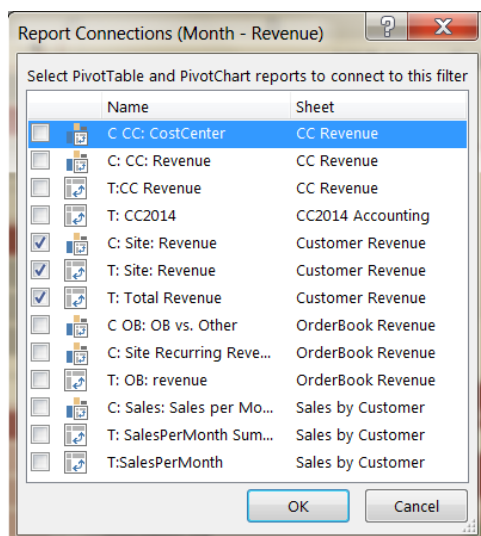 Report Connections (Month - Revenue)
Select PivotTable and PivotChart reports to connect to this filter
Name Sheet
C CC: CostCenter CC Revenue
C: CC: Revenue CC Revenue
T:CC Revenue CC Revenue
T: CC2014 CC2014 Accounting
C: Site: Revenue Customer Revenue
T: Site: Revenue Customer Revenue
T: Total Revenue Customer Revenue
C OB: OB vs. Other OrderBook Revenue
C: Site Recurring Reve... OrderBook Revenue
T: OB: revenue OrderBook Revenue
C: Sales: Sales per Mo... Sales by Customer
T: SalesPerMonth Sum... Sales by Customer
T:SalesPerMonth Sales by Customer
OK Cancel